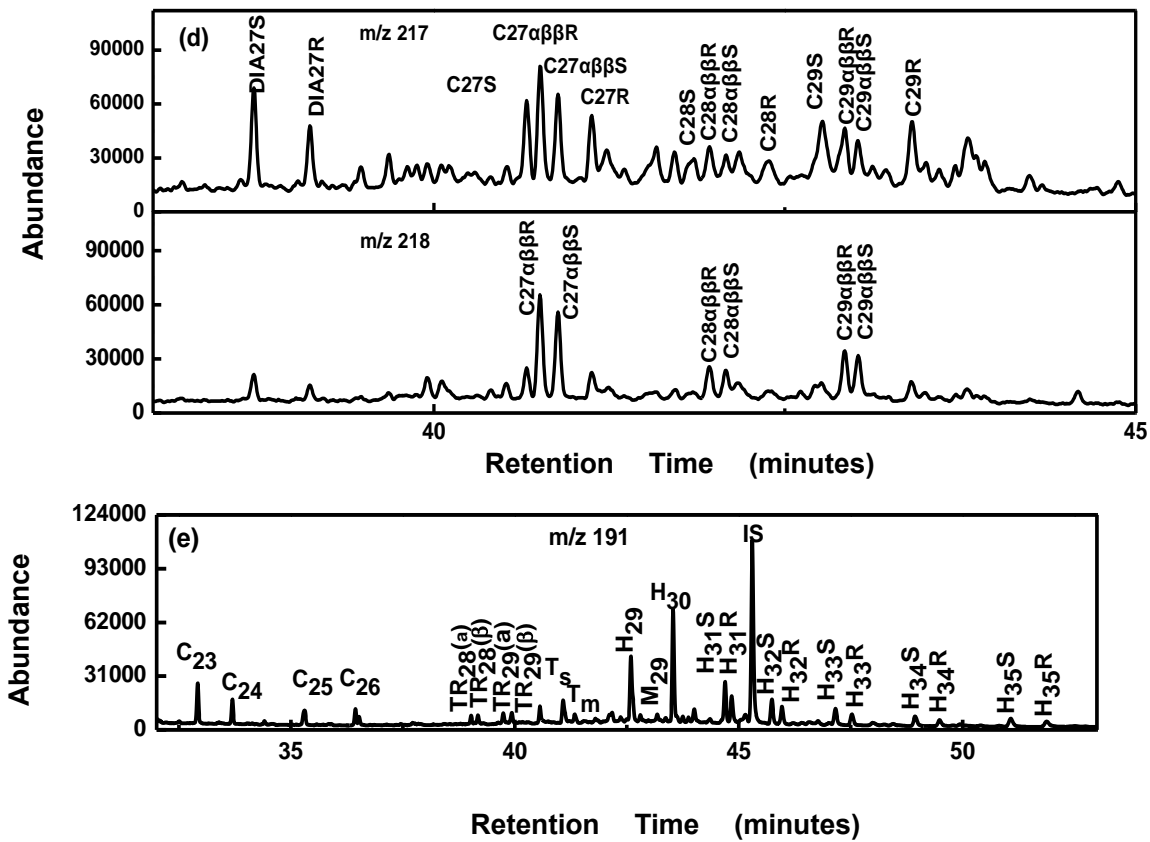 (d)
m/z 217
90000
60000
30000
0
Abundance
DIA27S
DIA27R
C27S
C27αββR
C27αββS
C27R
C28S
C28αββR
C28αββS
C28R
C29S
C29αββR
C29αββS
C29R
m/z 218
90000
60000
30000
0
C27αββR
C27αββS
C28αββR
C28αββS
C29αββR
C29αββS
40
45
Retention Time (minutes)
(e)
m/z 191
124000
93000
62000
31000
0
Abundance
C23
C24
C25
C26
TR28(a)
TR28(β)
TR29(a)
TR29(β)
Ts
Tm
H29
M29
H30
H31S
H31R
IS
H32S
H32R
H33S
H33R
H34S
H34R
H35S
H35R
35
40
45
50
Retention Time (minutes)